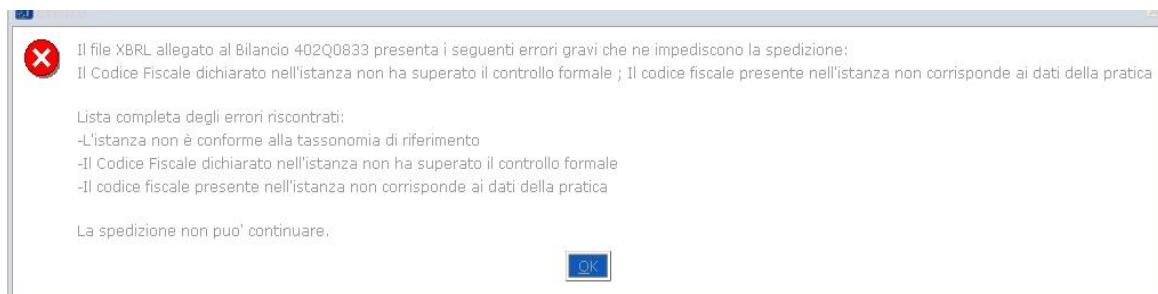 Il file XBRL allegato al Bilancio 402Q0833 presenta i seguenti errori gravi che ne impediscono la spedizione:
Il Codice Fiscale dichiarato nell'istanza non ha superato il controllo formale ; Il codice fiscale presente nell'istanza non corrisponde ai dati della pratica
Lista completa degli errori riscontrati:
-L'istanza non è conforme alla tassonomia di riferimento
-Il Codice Fiscale dichiarato nell'istanza non ha superato il controllo formale
-Il codice fiscale presente nell'istanza non corrisponde ai dati della pratica
La spedizione non puo' continuare.
OK